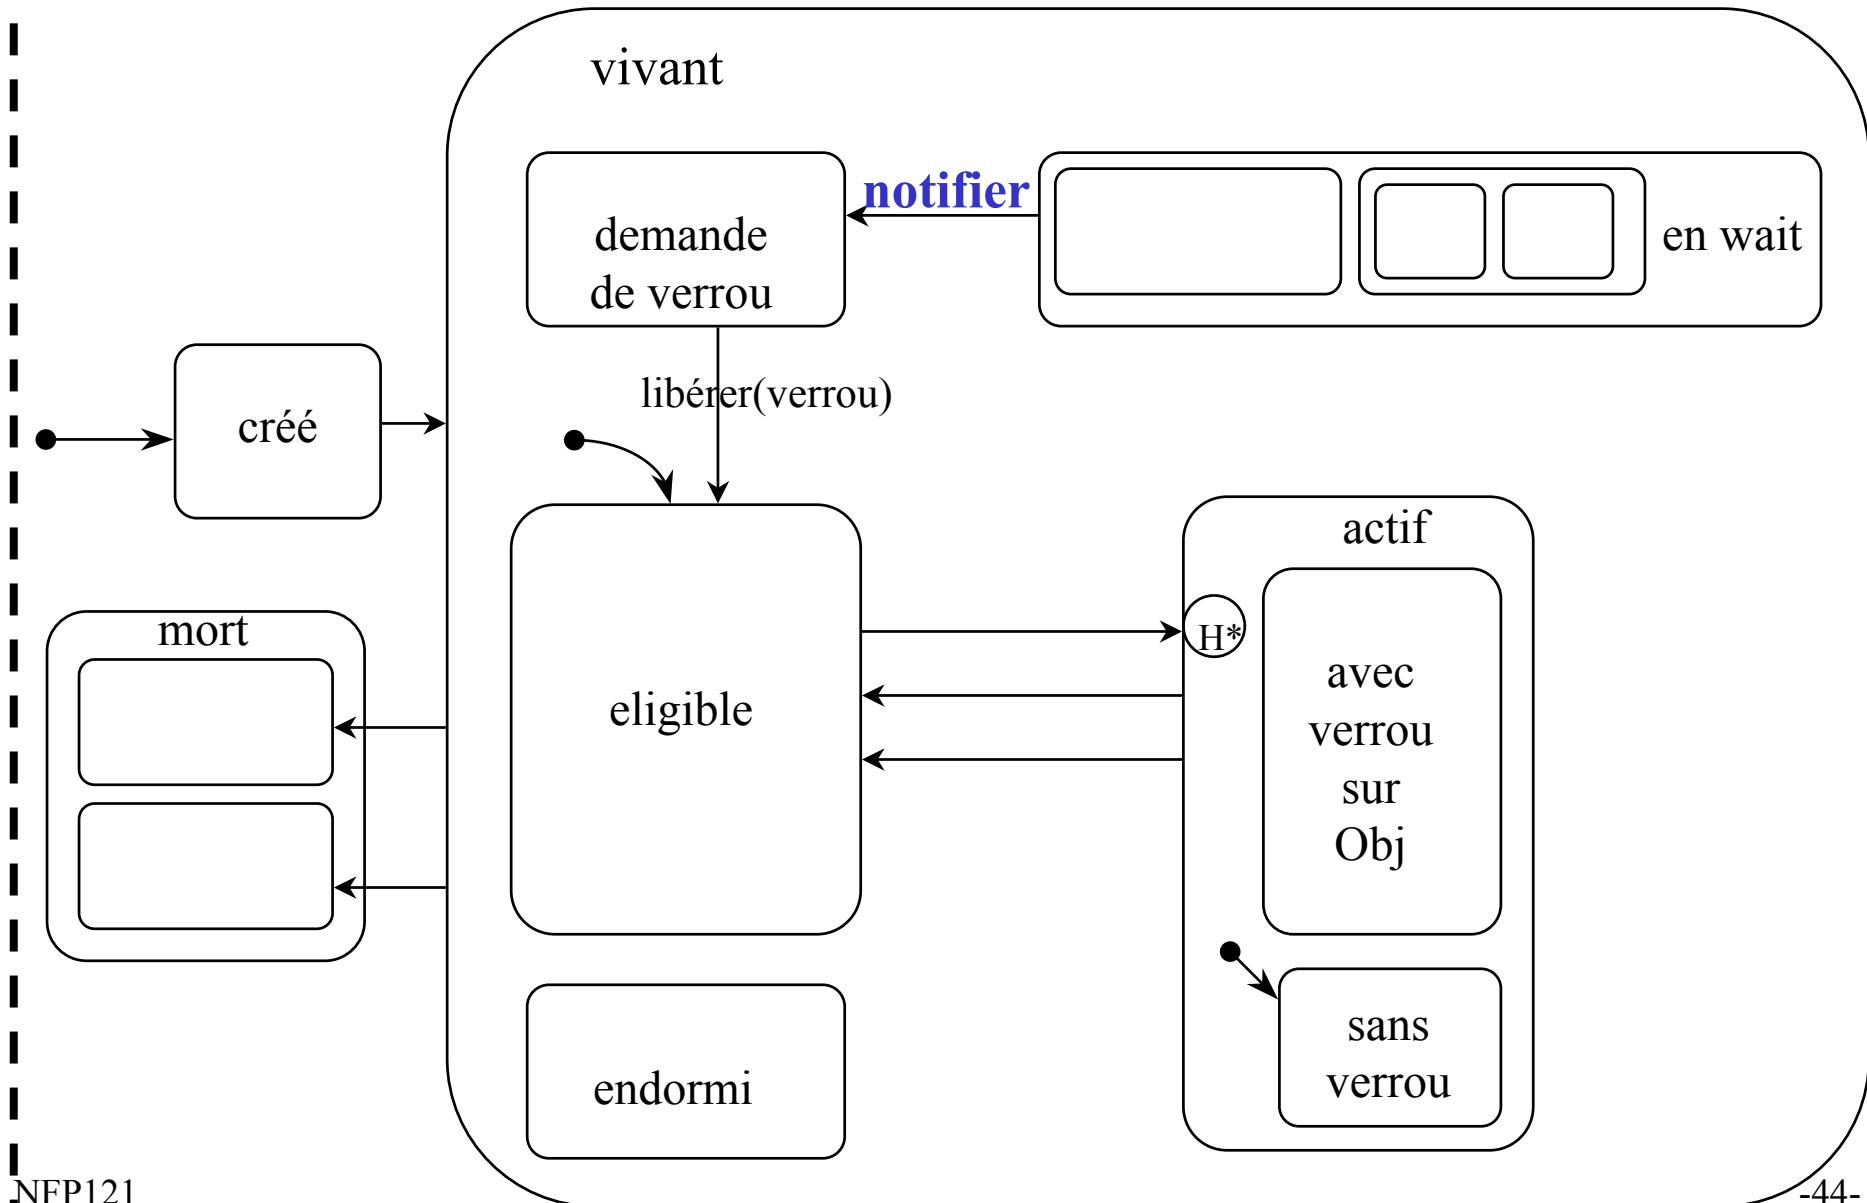 vivant
notifier
demande
de verrou
en wait
libérer(verrou)
créé
actif
mort
H*
avec
verrou
sur
Obj
eligible
sans
verrou
endormi
NFP121
-44-